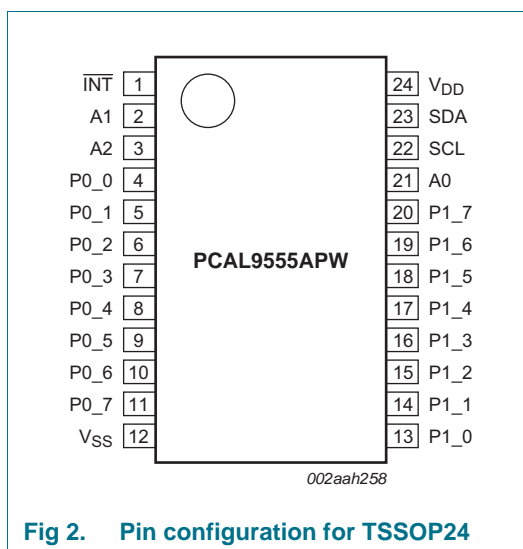 INT 1 24 VDD
A1 2 23 SDA
A2 3 22 SCL
P0_0 4 21 A0
P0_1 5 20 P1_7
P0_2 6 19 P1_6
PCAL9555APW
P0_3 7 18 P1_5
P0_4 8 17 P1_4
P0_5 9 16 P1_3
P0_6 10 15 P1_2
P0_7 11 14 P1_1
VSS 12 13 P1_0
002aah258
Fig 2. Pin configuration for TSSOP24